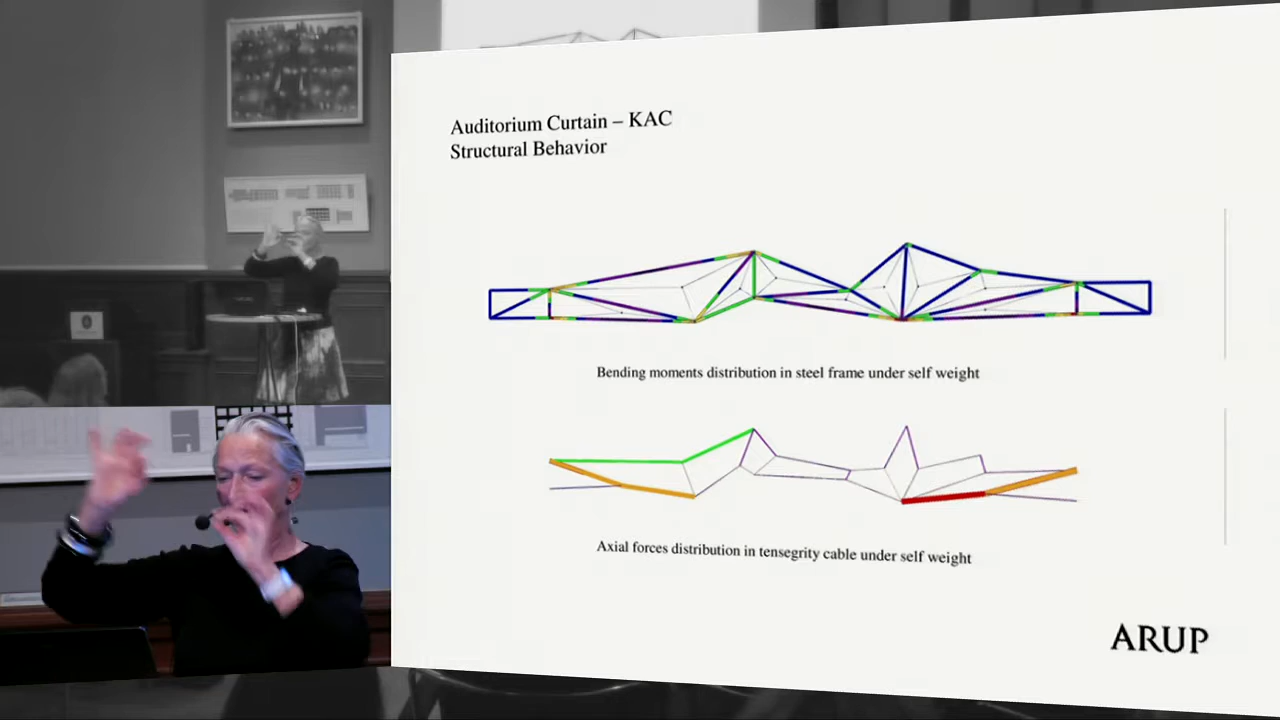 Auditorium Curtain – KAC
Structural Behavior
Bending moments distribution in steel frame under self weight
Axial forces distribution in tensegrity cable under self weight
ARUP